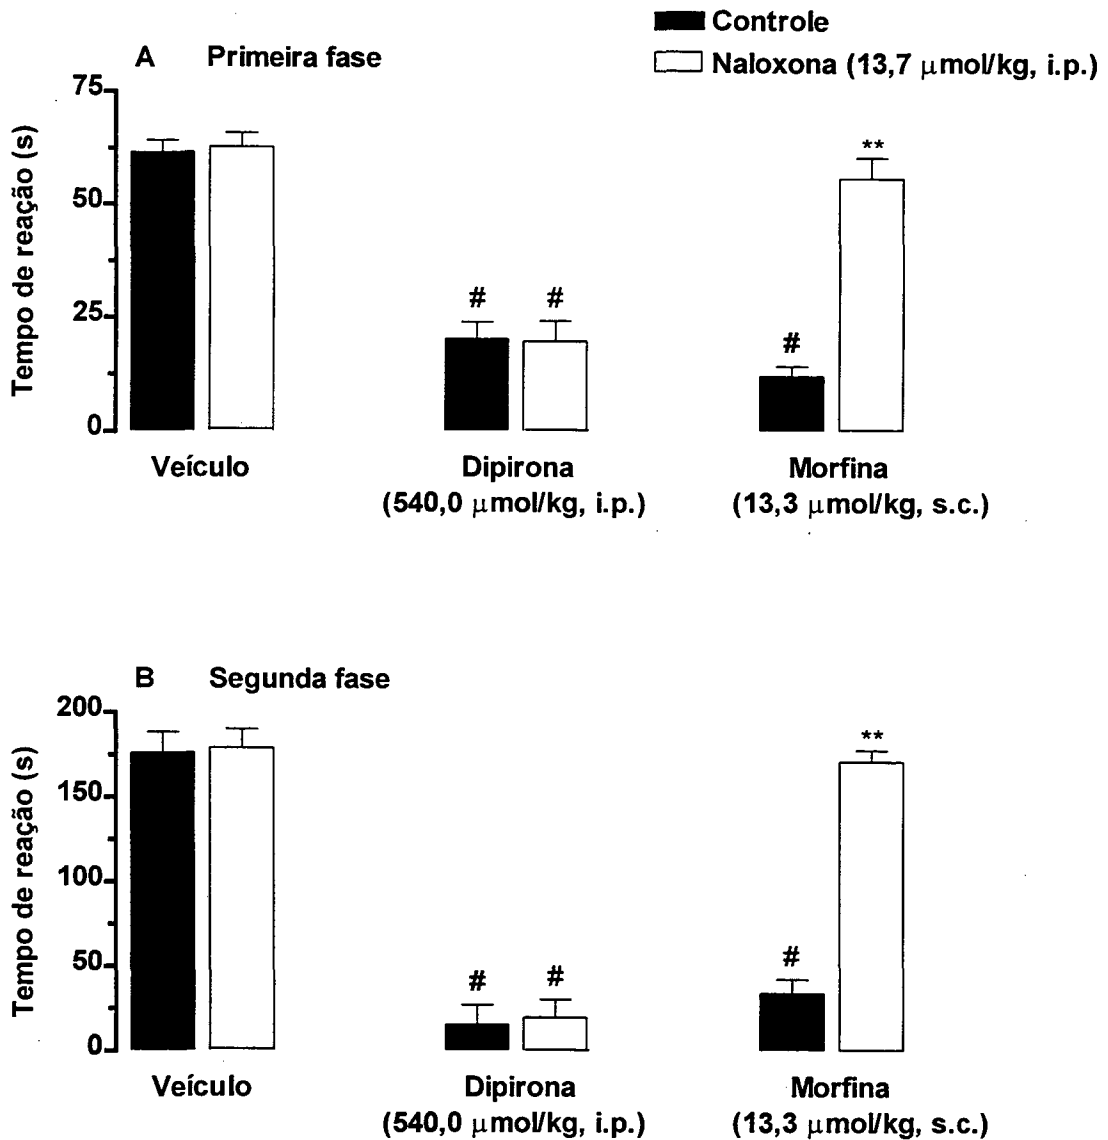 Controle
Naloxona (13,7 μmol/kg, i.p.)
A Primeira fase
75
50
25
0
Tempo de reação (s)
**
# #
#
Veículo Dipirona Morfina
(540,0 μmol/kg, i.p.) (13,3 μmol/kg, s.c.)
B Segunda fase
200
150
100
50
0
Tempo de reação (s)
**
# # #
Veículo Dipirona Morfina
(540,0 μmol/kg, i.p.) (13,3 μmol/kg, s.c.)